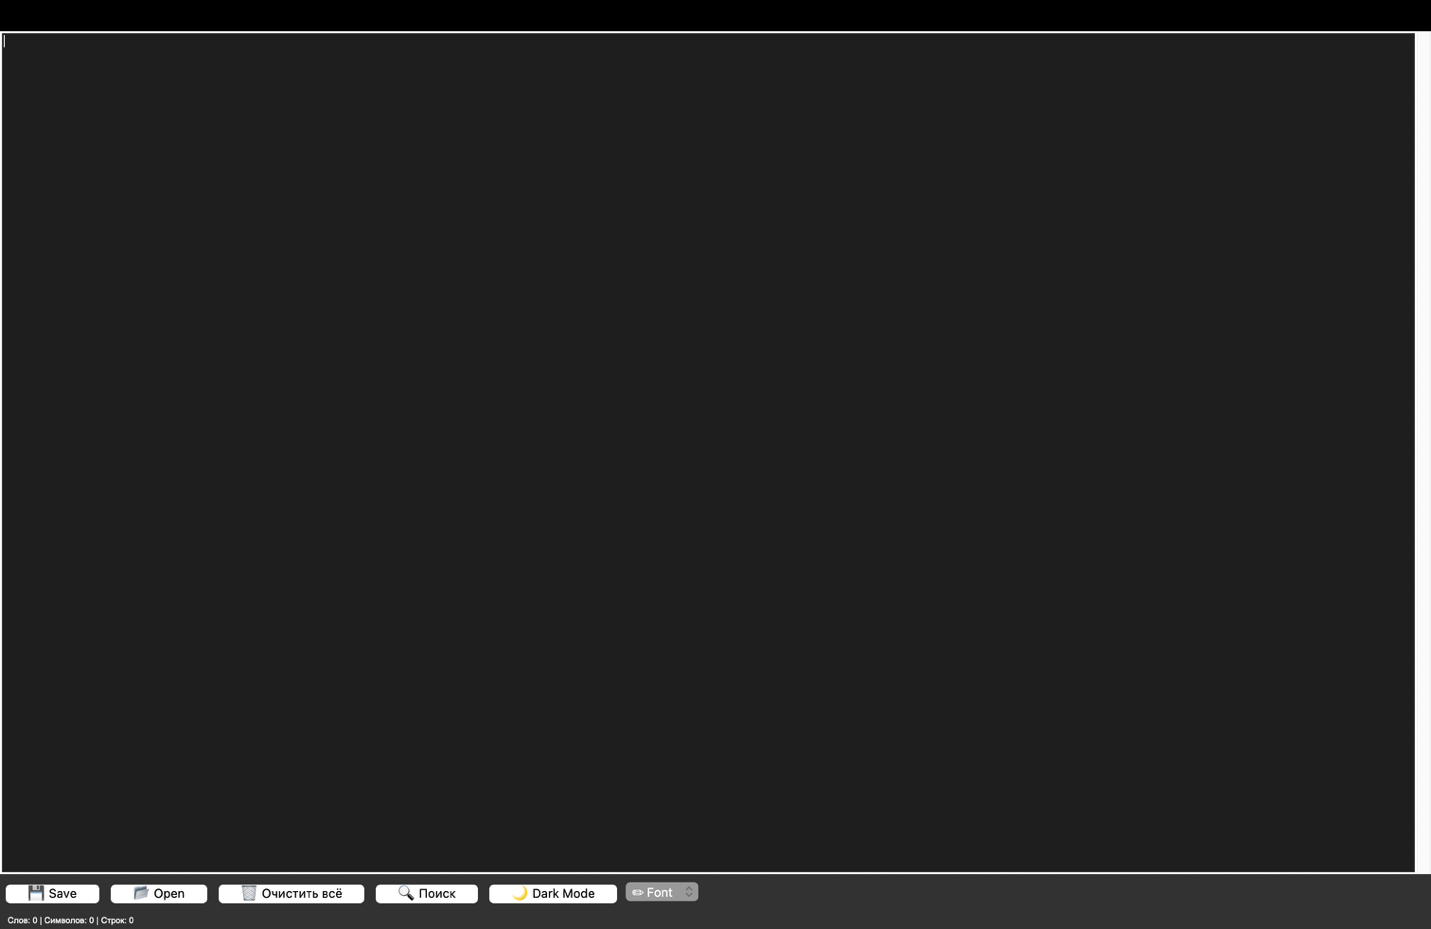 💾 Save 📂 Open 🗑️ Очистить всё 🔍 Поиск 🌙 Dark Mode ✏ Font
Слов: 0 | Символов: 0 | Строк: 0